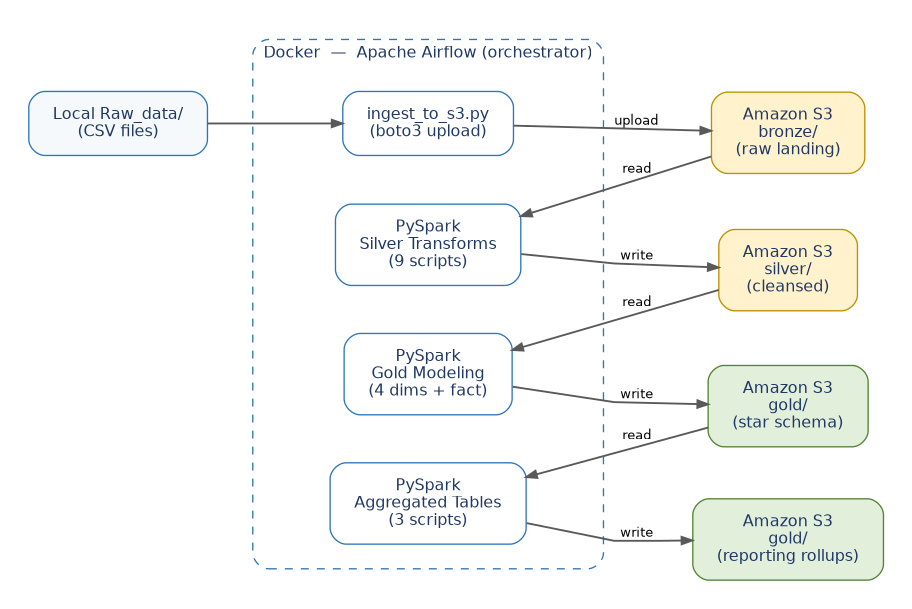 Docker  —  Apache Airflow (orchestrator)
Local Raw_data/
(CSV files)
ingest_to_s3.py
(boto3 upload)
upload
Amazon S3
bronze/
(raw landing)
read
PySpark
Silver Transforms
(9 scripts)
write
Amazon S3
silver/
(cleansed)
read
PySpark
Gold Modeling
(4 dims + fact)
write
Amazon S3
gold/
(star schema)
read
PySpark
Aggregated Tables
(3 scripts)
write
Amazon S3
gold/
(reporting rollups)